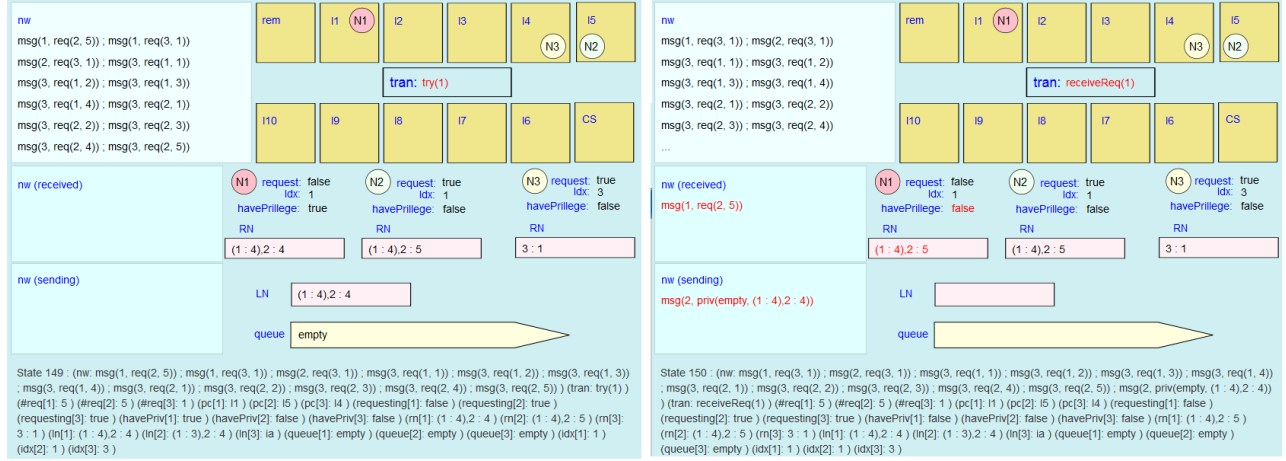 nw
msg(1, req(2, 5)) ; msg(1, req(3, 1))
msg(2, req(3, 1)) ; msg(3, req(1, 1))
msg(3, req(1, 2)) ; msg(3, req(1, 3))
msg(3, req(1, 4)) ; msg(3, req(2, 1))
msg(3, req(2, 2)) ; msg(3, req(2, 3))
msg(3, req(2, 4)) ; msg(3, req(2, 5))
rem
l1 N1
l2
l3
l4 N3
l5 N2
tran: try(1)
l10
l9
l8
l7
l6
CS
nw (received)
N1 request: false
Idx: 1
havePrillege: true
RN
(1 : 4),2 : 4
N2 request: true
Idx: 1
havePrillege: false
RN
(1 : 4),2 : 5
N3 request: true
Idx: 3
havePrillege: false
RN
3 : 1
nw (sending)
LN (1 : 4),2 : 4
queue empty
State 149 : (nw: msg(1, req(2, 5)) ; msg(1, req(3, 1)) ; msg(2, req(3, 1)) ; msg(3, req(1, 1)) ; msg(3, req(1, 2)) ; msg(3, req(1, 3))
; msg(3, req(1, 4)) ; msg(3, req(2, 1)) ; msg(3, req(2, 2)) ; msg(3, req(2, 3)) ; msg(3, req(2, 4)) ; msg(3, req(2, 5)) ) (tran: try(1) )
(#req[1]: 5 ) (#req[2]: 5 ) (#req[3]: 1 ) (pc[1]: l1 ) (pc[2]: l5 ) (pc[3]: l4 ) (requesting[1]: false ) (requesting[2]: true )
(requesting[3]: true ) (havePriv[1]: true ) (havePriv[2]: false ) (havePriv[3]: false ) (rn[1]: (1 : 4),2 : 4 ) (rn[2]: (1 : 4),2 : 5 ) (rn[3]:
3 : 1 ) (ln[1]: (1 : 4),2 : 4 ) (ln[2]: (1 : 3),2 : 4 ) (ln[3]: ia ) (queue[1]: empty ) (queue[2]: empty ) (queue[3]: empty ) (idx[1]: 1 )
(idx[2]: 1 ) (idx[3]: 3 )
nw
msg(1, req(3, 1)) ; msg(2, req(3, 1))
msg(3, req(1, 1)) ; msg(3, req(1, 2))
msg(3, req(1, 3)) ; msg(3, req(1, 4))
msg(3, req(2, 1)) ; msg(3, req(2, 2))
msg(3, req(2, 3)) ; msg(3, req(2, 4))
...
rem
l1 N1
l2
l3
l4 N3
l5 N2
tran: receiveReq(1)
l10
l9
l8
l7
l6
CS
nw (received)
msg(1, req(2, 5))
N1 request: false
Idx: 1
havePrillege: false
RN
(1 : 4),2 : 5
N2 request: true
Idx: 1
havePrillege: false
RN
(1 : 4),2 : 5
N3 request: true
Idx: 3
havePrillege: false
RN
3 : 1
nw (sending)
msg(2, priv(empty, (1 : 4),2 : 4))
LN
queue
State 150 : (nw: msg(1, req(3, 1)) ; msg(2, req(3, 1)) ; msg(3, req(1, 1)) ; msg(3, req(1, 2)) ; msg(3, req(1, 3)) ; msg(3, req(1, 4))
; msg(3, req(2, 1)) ; msg(3, req(2, 2)) ; msg(3, req(2, 3)) ; msg(3, req(2, 4)) ; msg(3, req(2, 5)) ; msg(2, priv(empty, (1 : 4),2 : 4))
) (tran: receiveReq(1) ) (#req[1]: 5 ) (#req[2]: 5 ) (#req[3]: 1 ) (pc[1]: l1 ) (pc[2]: l5 ) (pc[3]: l4 ) (requesting[1]: false )
(requesting[2]: true ) (requesting[3]: true ) (havePriv[1]: false ) (havePriv[2]: false ) (havePriv[3]: false ) (rn[1]: (1 : 4),2 : 5 )
(rn[2]: (1 : 4),2 : 5 ) (rn[3]: 3 : 1 ) (ln[1]: (1 : 4),2 : 4 ) (ln[2]: (1 : 3),2 : 4 ) (ln[3]: ia ) (queue[1]: empty ) (queue[2]: empty )
(queue[3]: empty ) (idx[1]: 1 ) (idx[2]: 1 ) (idx[3]: 3 )